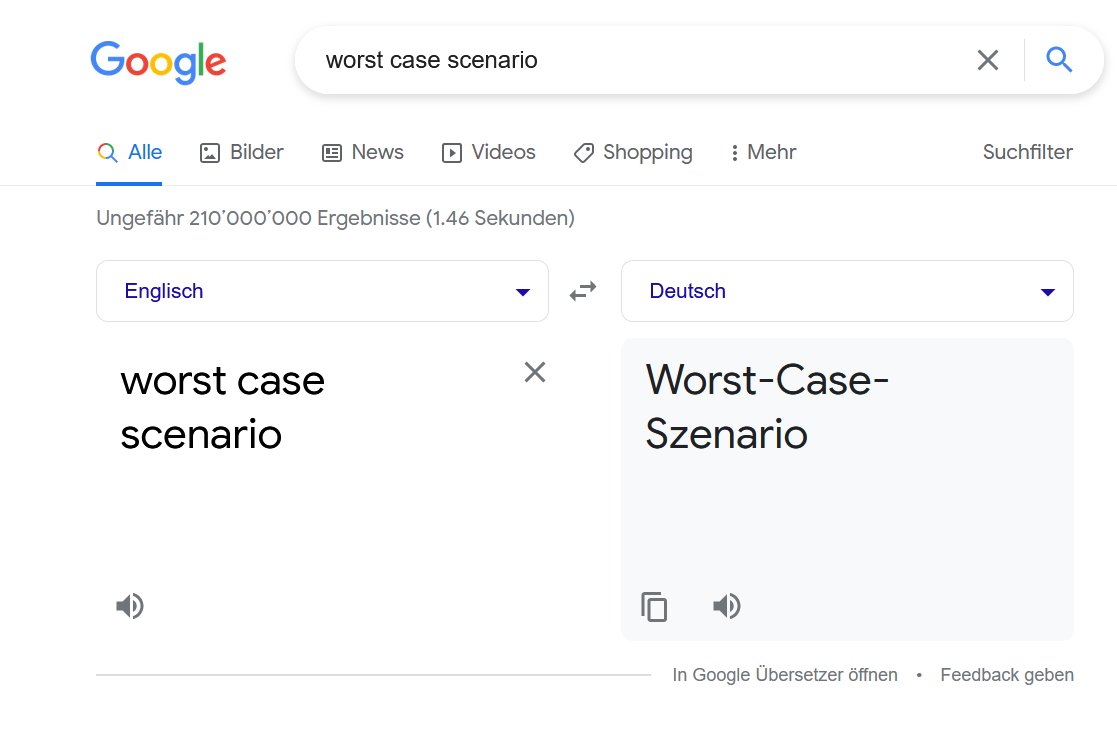 Google
worst case scenario
Alle Bilder News Videos Shopping Mehr Suchfilter
Ungefähr 210’000’000 Ergebnisse (1.46 Sekunden)
Englisch
Deutsch
worst case
scenario
Worst-Case-
Szenario
In Google Übersetzer öffnen • Feedback geben